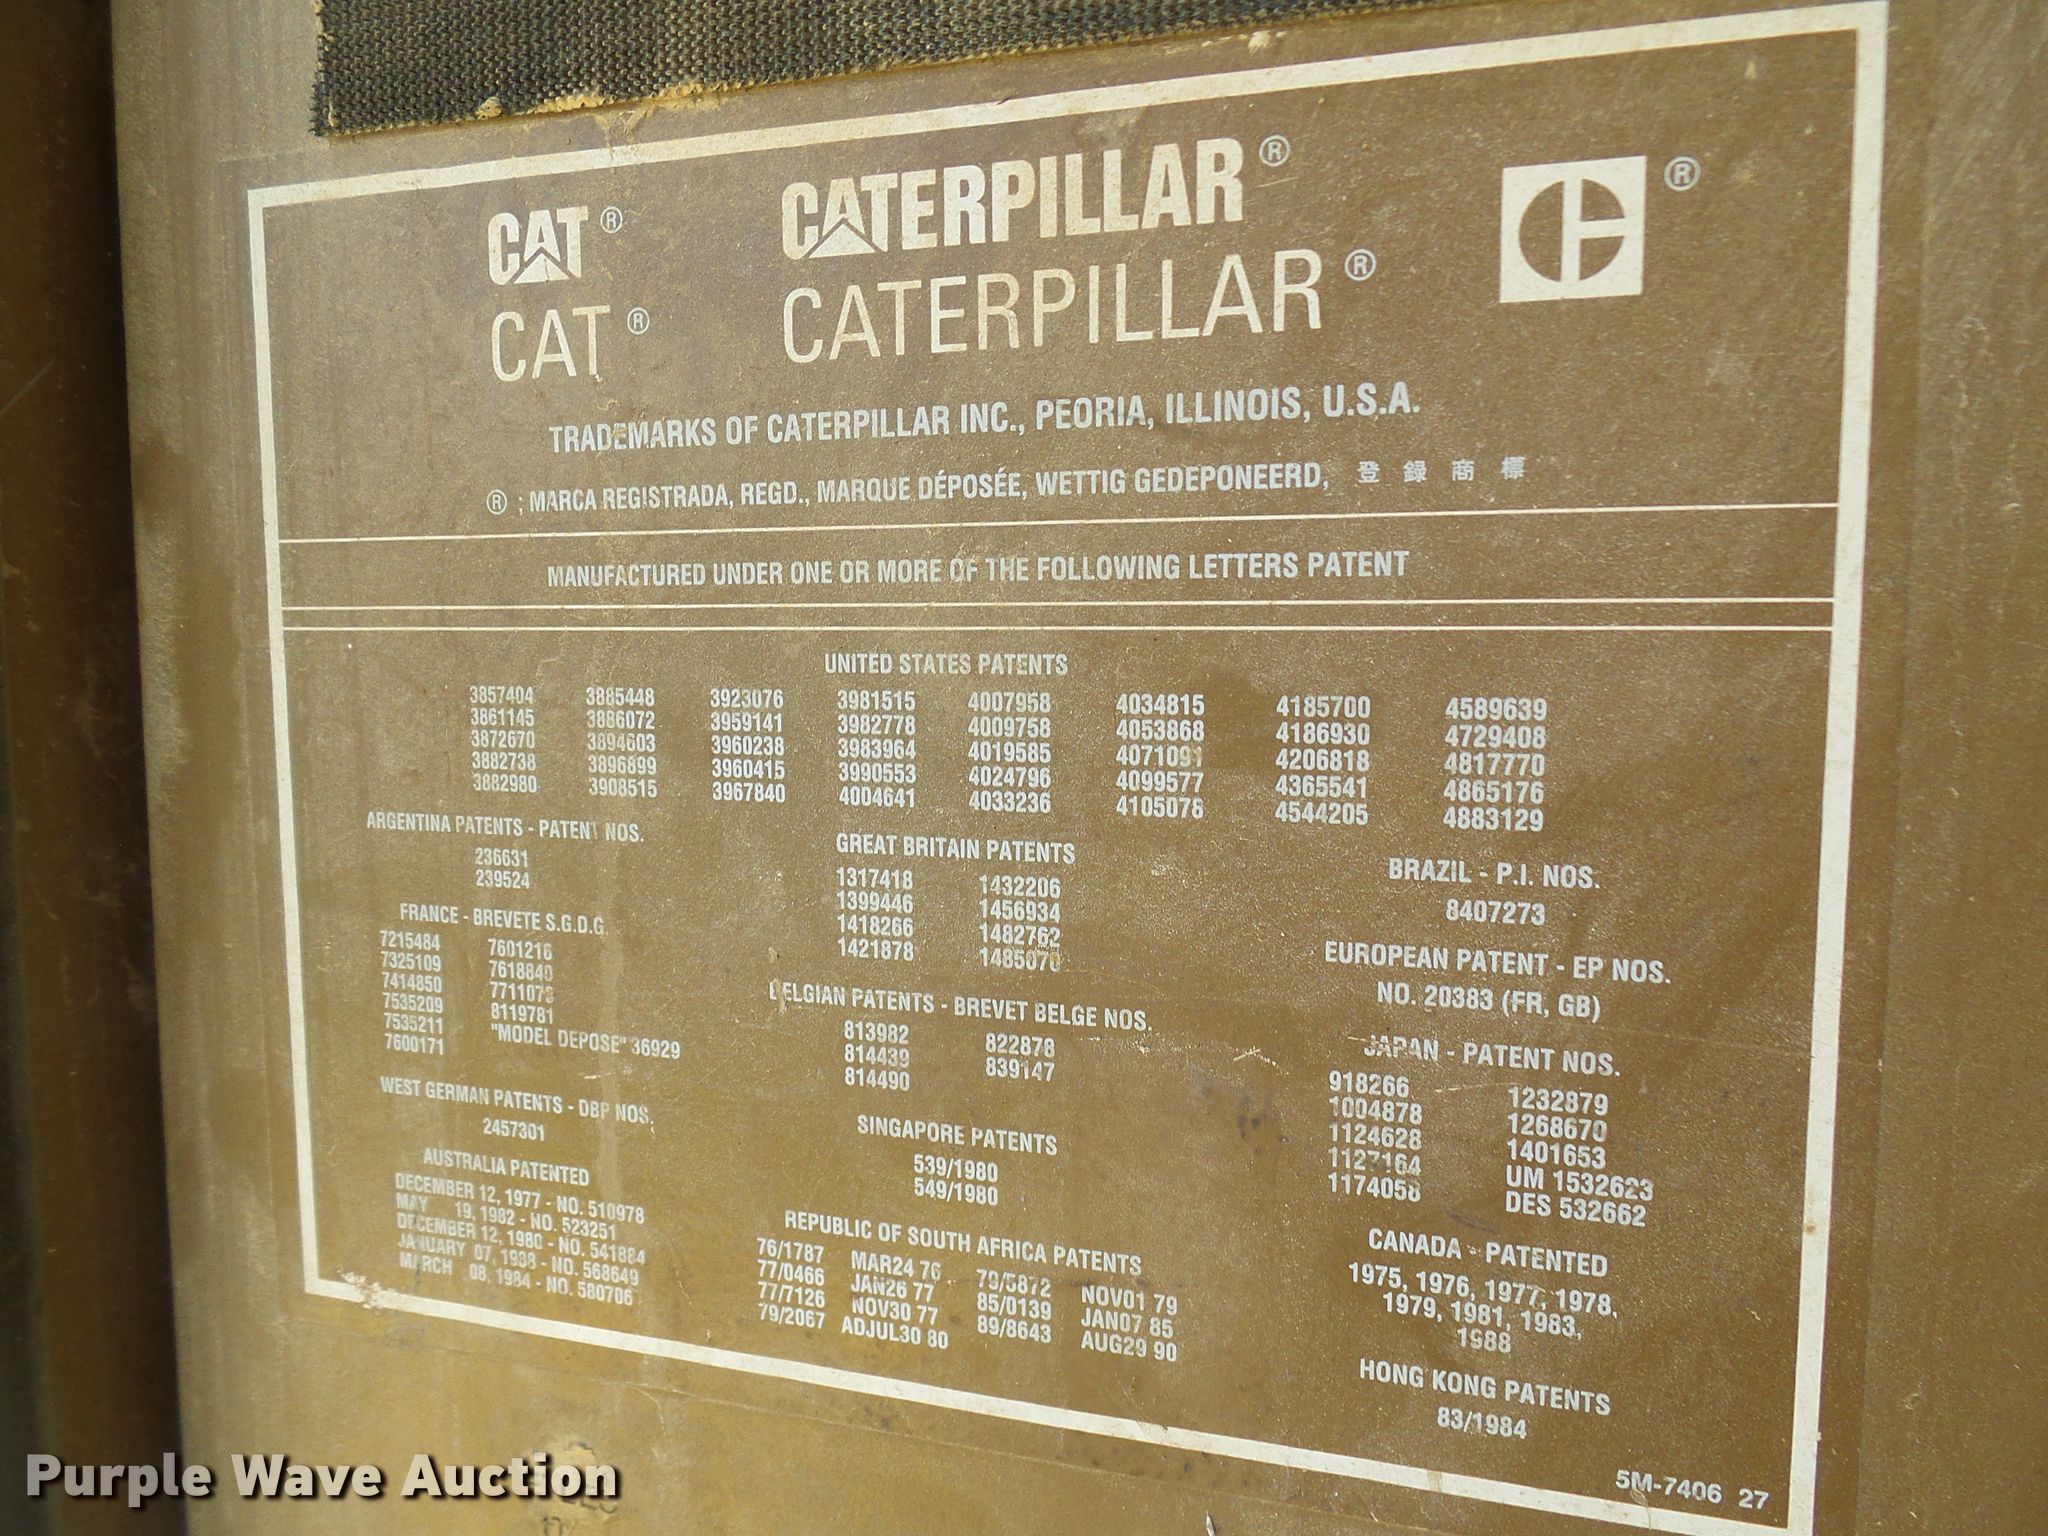 CAT® CATERPILLAR® ®
CAT® CATERPILLAR®
TRADEMARKS OF CATERPILLAR INC., PEORIA, ILLINOIS, U.S.A.
® ; MARCA REGISTRADA, REGD., MARQUE DÉPOSÉE, WETTIG GEDEPONEERD, 登 録 商 標
MANUFACTURED UNDER ONE OR MORE OF THE FOLLOWING LETTERS PATENT
UNITED STATES PATENTS
3857404 3885448 3923076 3981515 4007958 4034815 4185700 4589639
3861145 3886072 3959141 3982778 4009758 4053868 4186930 4729408
3872670 3894603 3960238 3983964 4019585 4071091 4206818 4817770
3882738 3896899 3960415 3990553 4024796 4099577 4365541 4865176
3882980 3908515 3967840 4004641 4033236 4105078 4544205 4883129
ARGENTINA PATENTS - PATENT NOS.
236631
239524
FRANCE - BREVETE S.G.D.G.
7215484 7601216
7325109 7618840
7414850 7711073
7535209 8119781
7535211 "MODEL DEPOSE" 36929
7600171
WEST GERMAN PATENTS - DBP NOS.
2457301
AUSTRALIA PATENTED
DECEMBER 12, 1977 - NO. 510978
MAY 19, 1982 - NO. 523251
DECEMBER 12, 1980 - NO. 541884
JANUARY 07, 1988 - NO. 568649
MARCH 08, 1984 - NO. 580706
GREAT BRITAIN PATENTS
1317418 1432206
1399446 1456934
1418266 1482762
1421878 1485070
BELGIAN PATENTS - BREVET BELGE NOS.
813982 822878
814439 839147
814490
SINGAPORE PATENTS
539/1980
549/1980
REPUBLIC OF SOUTH AFRICA PATENTS
76/1787 MAR24 76 79/5872 NOV01 79
77/0466 JAN26 77 85/0139 JAN07 85
77/7126 NOV30 77 89/8643 AUG29 90
79/2067 ADJUL30 80
BRAZIL - P.I. NOS.
8407273
EUROPEAN PATENT - EP NOS.
NO. 20383 (FR, GB)
JAPAN - PATENT NOS.
918266 1232879
1004878 1268670
1124628 1401653
1127164 UM 1532623
1174058 DES 532662
CANADA - PATENTED
1975, 1976, 1977, 1978,
1979, 1981, 1983,
1988
HONG KONG PATENTS
83/1984
5M-7406 27
Purple Wave Auction